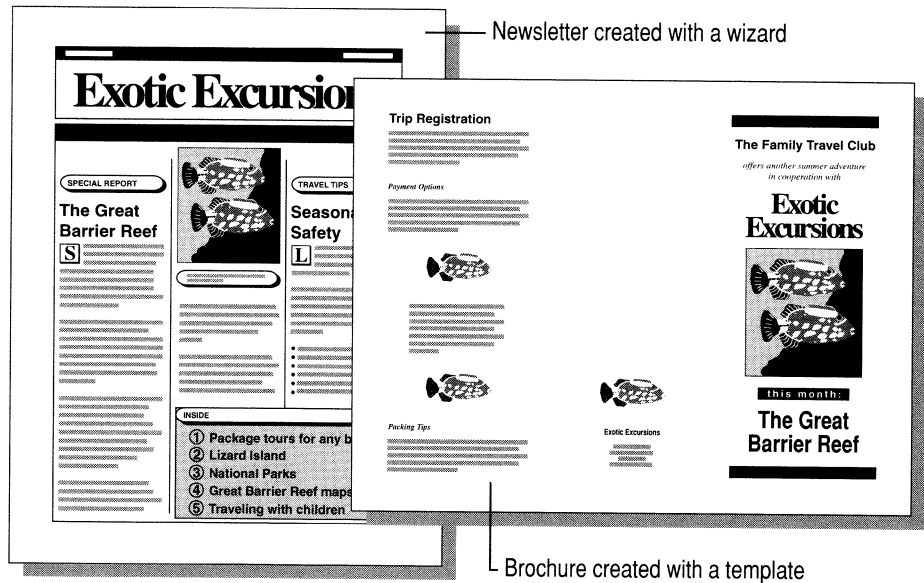 Newsletter created with a wizard
Exotic Excursion
SPECIAL REPORT
The Great
Barrier Reef
S
TRAVEL TIPS
Season
Safety
L
INSIDE
① Package tours for any b
② Lizard Island
③ National Parks
④ Great Barrier Reef maps
⑤ Traveling with children
Trip Registration
Payment Options
Packing Tips
Exotic Excursions
The Family Travel Club
offers another summer adventure
in cooperation with
Exotic
Excursions
this month:
The Great
Barrier Reef
Brochure created with a template